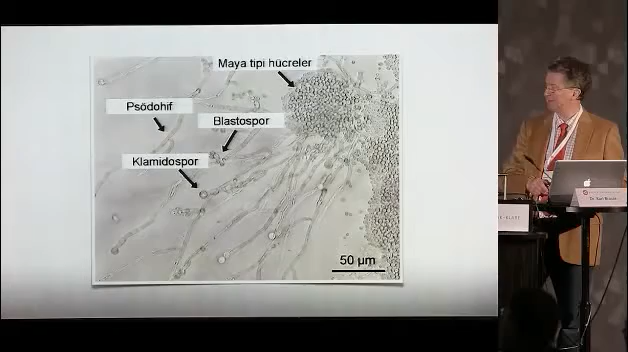 Maya tipi hücreler
Psödohif
Blastospor
Klamidospor
50 µm